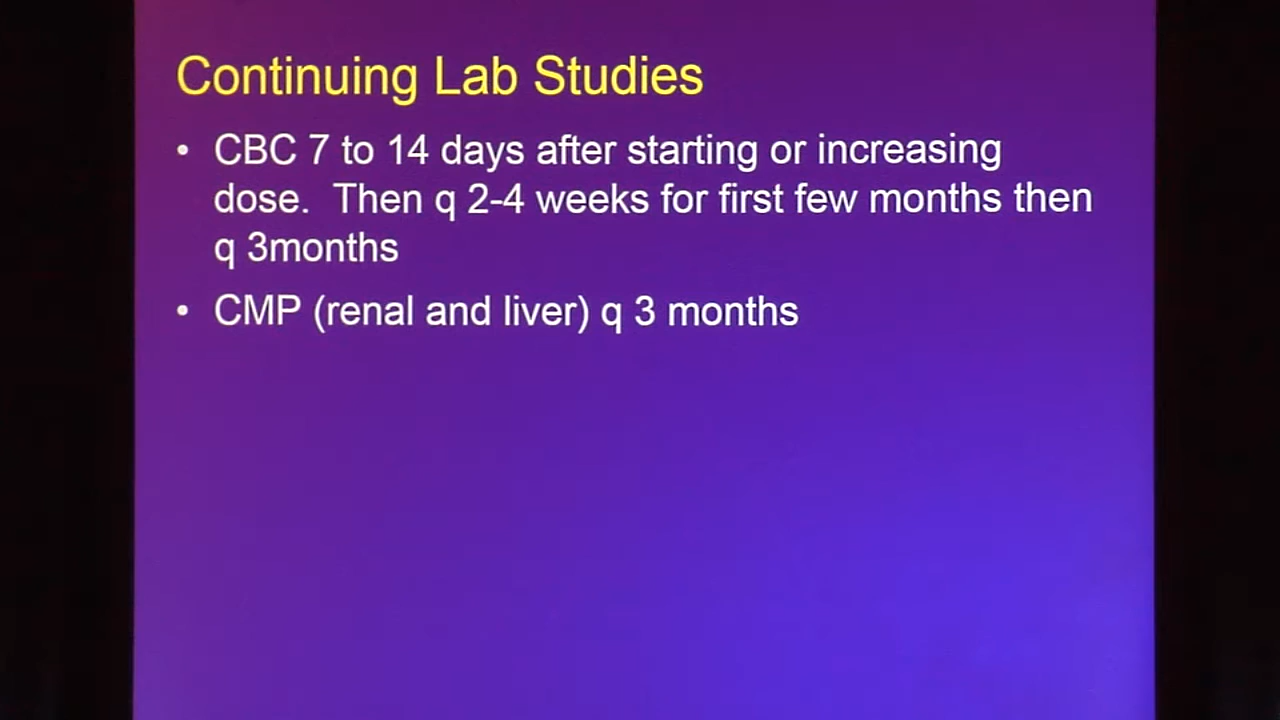 Continuing Lab Studies
• CBC 7 to 14 days after starting or increasing
dose.  Then q 2-4 weeks for first few months then
q 3months
• CMP (renal and liver) q 3 months